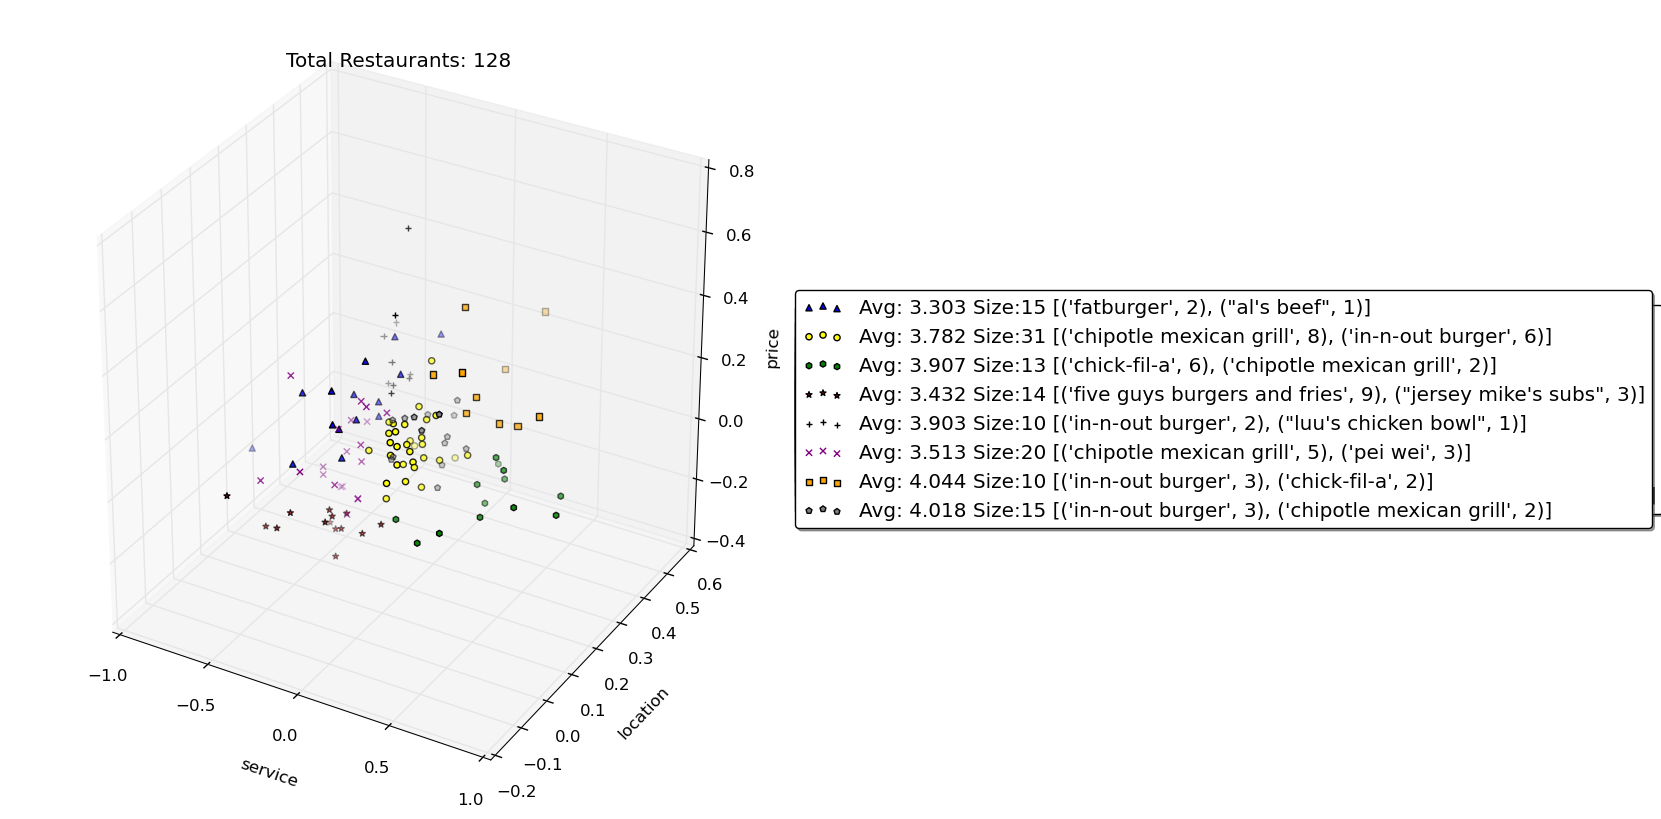 Total Restaurants: 128
0.8
0.6
0.4
0.2
0.0
−0.2
−0.4
price
0.6
0.5
0.4
0.3
0.2
0.1
0.0
−0.1
−0.2
location
−1.0
−0.5
0.0
0.5
1.0
service
Avg: 3.303 Size:15 [('fatburger', 2), ("al's beef", 1)]
Avg: 3.782 Size:31 [('chipotle mexican grill', 8), ('in-n-out burger', 6)]
Avg: 3.907 Size:13 [('chick-fil-a', 6), ('chipotle mexican grill', 2)]
Avg: 3.432 Size:14 [('five guys burgers and fries', 9), ("jersey mike's subs", 3)]
Avg: 3.903 Size:10 [('in-n-out burger', 2), ("luu's chicken bowl", 1)]
Avg: 3.513 Size:20 [('chipotle mexican grill', 5), ('pei wei', 3)]
Avg: 4.044 Size:10 [('in-n-out burger', 3), ('chick-fil-a', 2)]
Avg: 4.018 Size:15 [('in-n-out burger', 3), ('chipotle mexican grill', 2)]